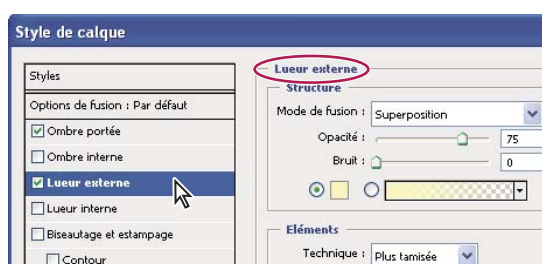 Style de calque
Styles
Options de fusion : Par défaut
Ombre portée
Ombre interne
Lueur externe
Lueur interne
Biseautage et estampage
Contour
Lueur externe
Structure
Mode de fusion : Superposition
Opacité : 75
Bruit : 0
Eléments
Technique : Plus tamisée